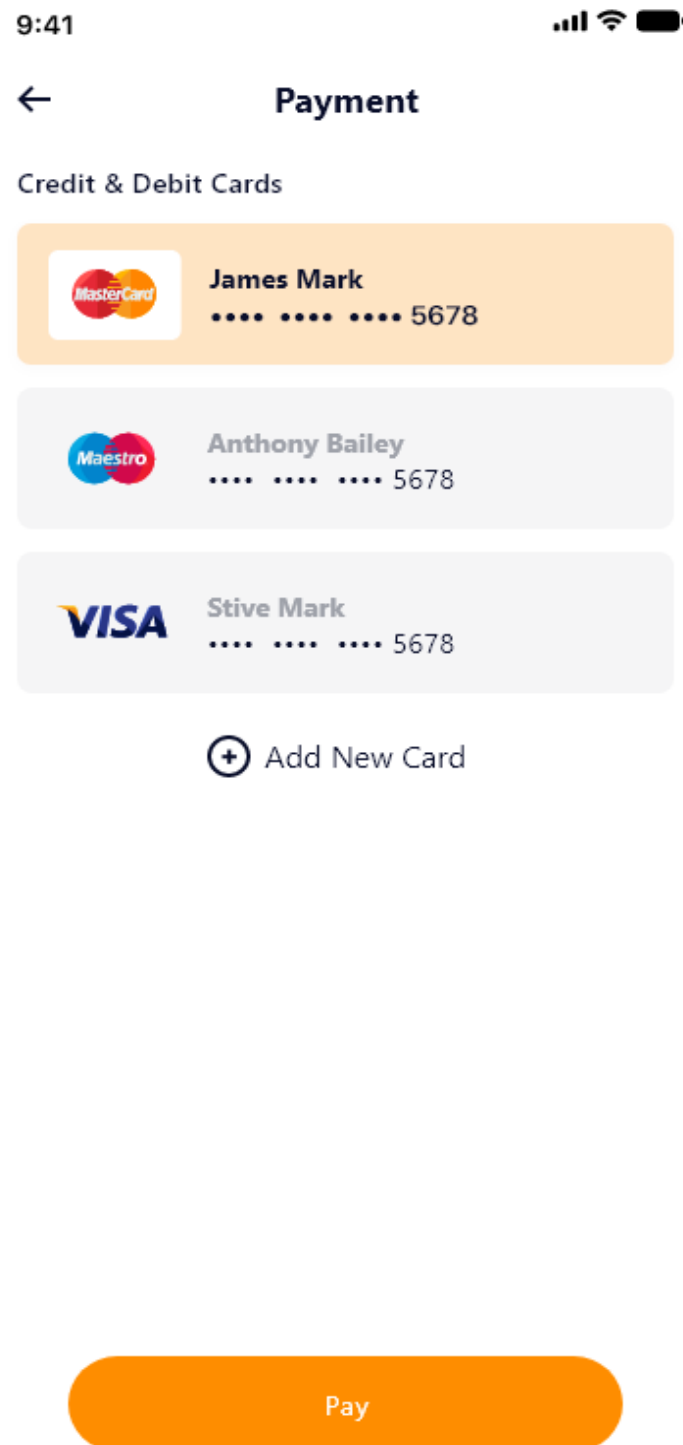 9:41
Payment
Credit & Debit Cards
MasterCard
James Mark
•••• •••• •••• 5678
Maestro
Anthony Bailey
•••• •••• •••• 5678
VISA
Stive Mark
•••• •••• •••• 5678
Add New Card
Pay